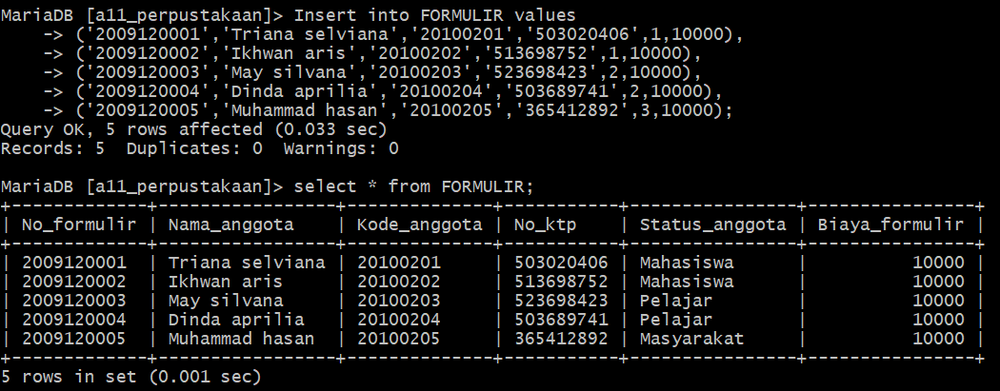 MariaDB [a11_perpustakaan]> Insert into FORMULIR values
    -> ('2009120001','Triana selviana','20100201','503020406',1,10000),
    -> ('2009120002','Ikhwan aris','20100202','513698752',1,10000),
    -> ('2009120003','May silvana','20100203','523698423',2,10000),
    -> ('2009120004','Dinda aprilia','20100204','503689741',2,10000),
    -> ('2009120005','Muhammad hasan','20100205','365412892',3,10000);
Query OK, 5 rows affected (0.033 sec)
Records: 5  Duplicates: 0  Warnings: 0

MariaDB [a11_perpustakaan]> select * from FORMULIR;
+-------------+-----------------+--------------+-----------+----------------+----------------+
| No_formulir | Nama_anggota    | Kode_anggota | No_ktp    | Status_anggota | Biaya_formulir |
+-------------+-----------------+--------------+-----------+----------------+----------------+
| 2009120001  | Triana selviana | 20100201     | 503020406 | Mahasiswa      |          10000 |
| 2009120002  | Ikhwan aris     | 20100202     | 513698752 | Mahasiswa      |          10000 |
| 2009120003  | May silvana     | 20100203     | 523698423 | Pelajar        |          10000 |
| 2009120004  | Dinda aprilia   | 20100204     | 503689741 | Pelajar        |          10000 |
| 2009120005  | Muhammad hasan  | 20100205     | 365412892 | Masyarakat     |          10000 |
+-------------+-----------------+--------------+-----------+----------------+----------------+
5 rows in set (0.001 sec)